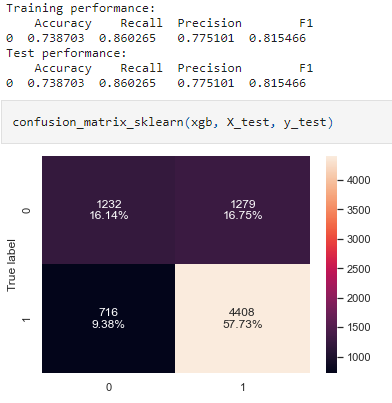 Training performance:
Accuracy Recall Precision F1
0 0.738703 0.860265 0.775101 0.815466
Test performance:
Accuracy Recall Precision F1
0 0.738703 0.860265 0.775101 0.815466
confusion_matrix_sklearn(xgb, X_test, y_test)
4000
1232 1279
16.14% 16.75%
0
3500
3000
True label
2500
2000
716 4408
9.38% 57.73%
1
1500
1000
0 1